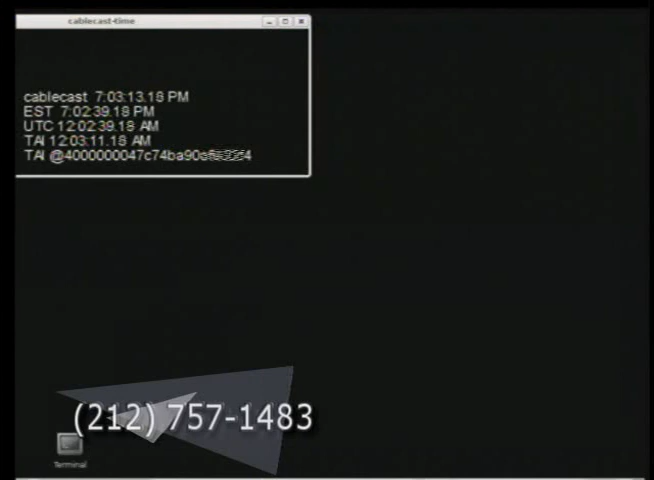 cablecast-time
cablecast 7:03:13.18 PM
EST 7:02:39.18 PM
UTC 12:02:39.18 AM
TAI 12:03:11.18 AM
TAI
(212) 757-1483
Terminal